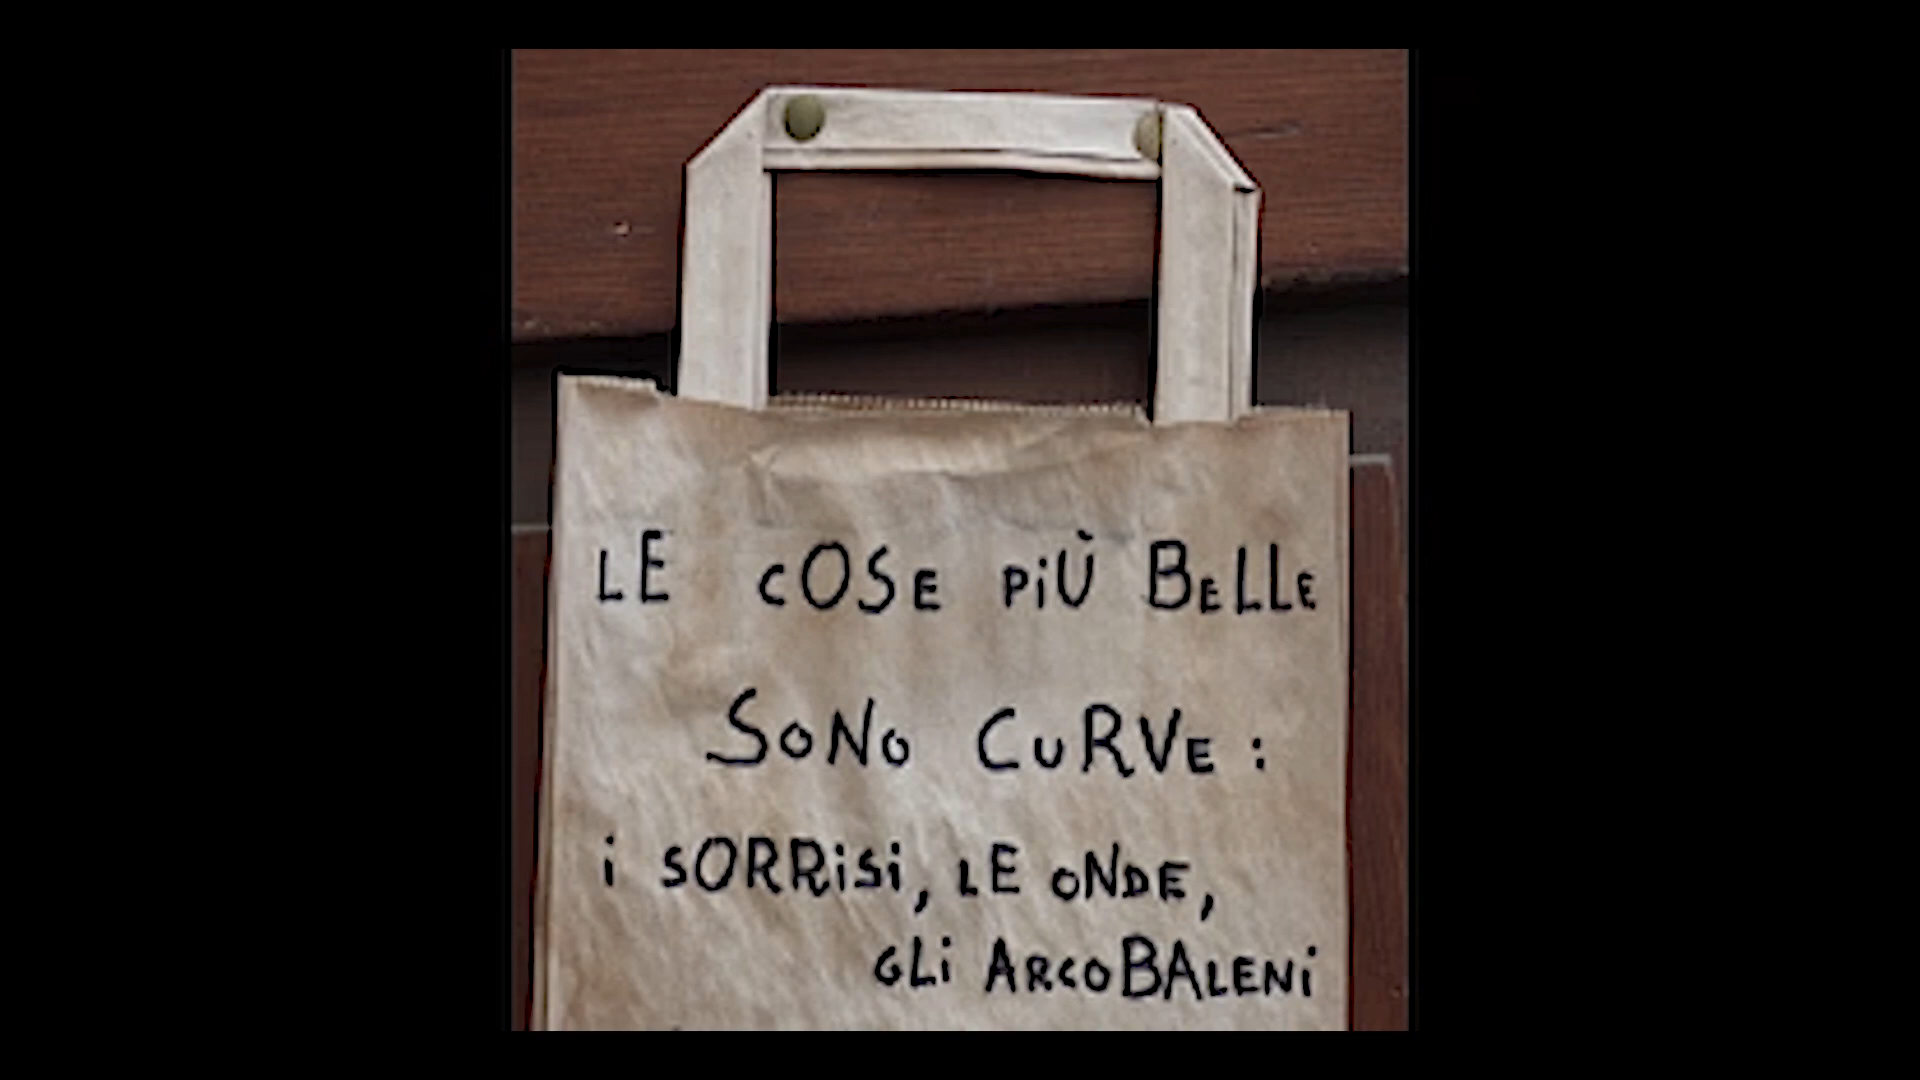 LE COSE PiÙ BELLE
SONO CURVE:
i SORRiSi, LE ONDE,
GLi ARCOBALENi